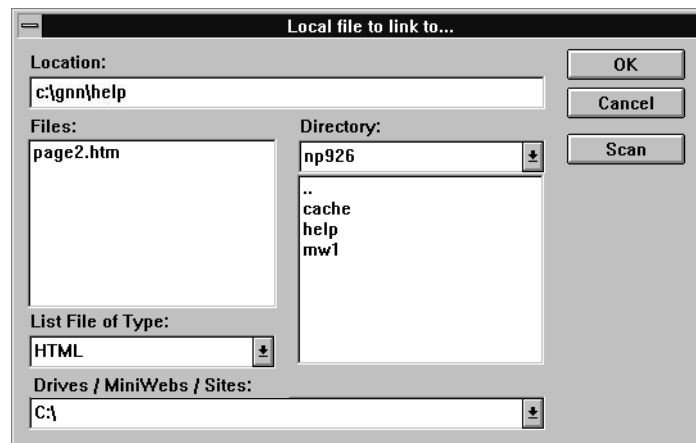 Local file to link to...
Location:
c:\gnn\help
OK
Cancel
Scan
Files:
page2.htm
Directory:
np926
..
cache
help
mw1
List File of Type:
HTML
Drives / MiniWebs / Sites:
C:\